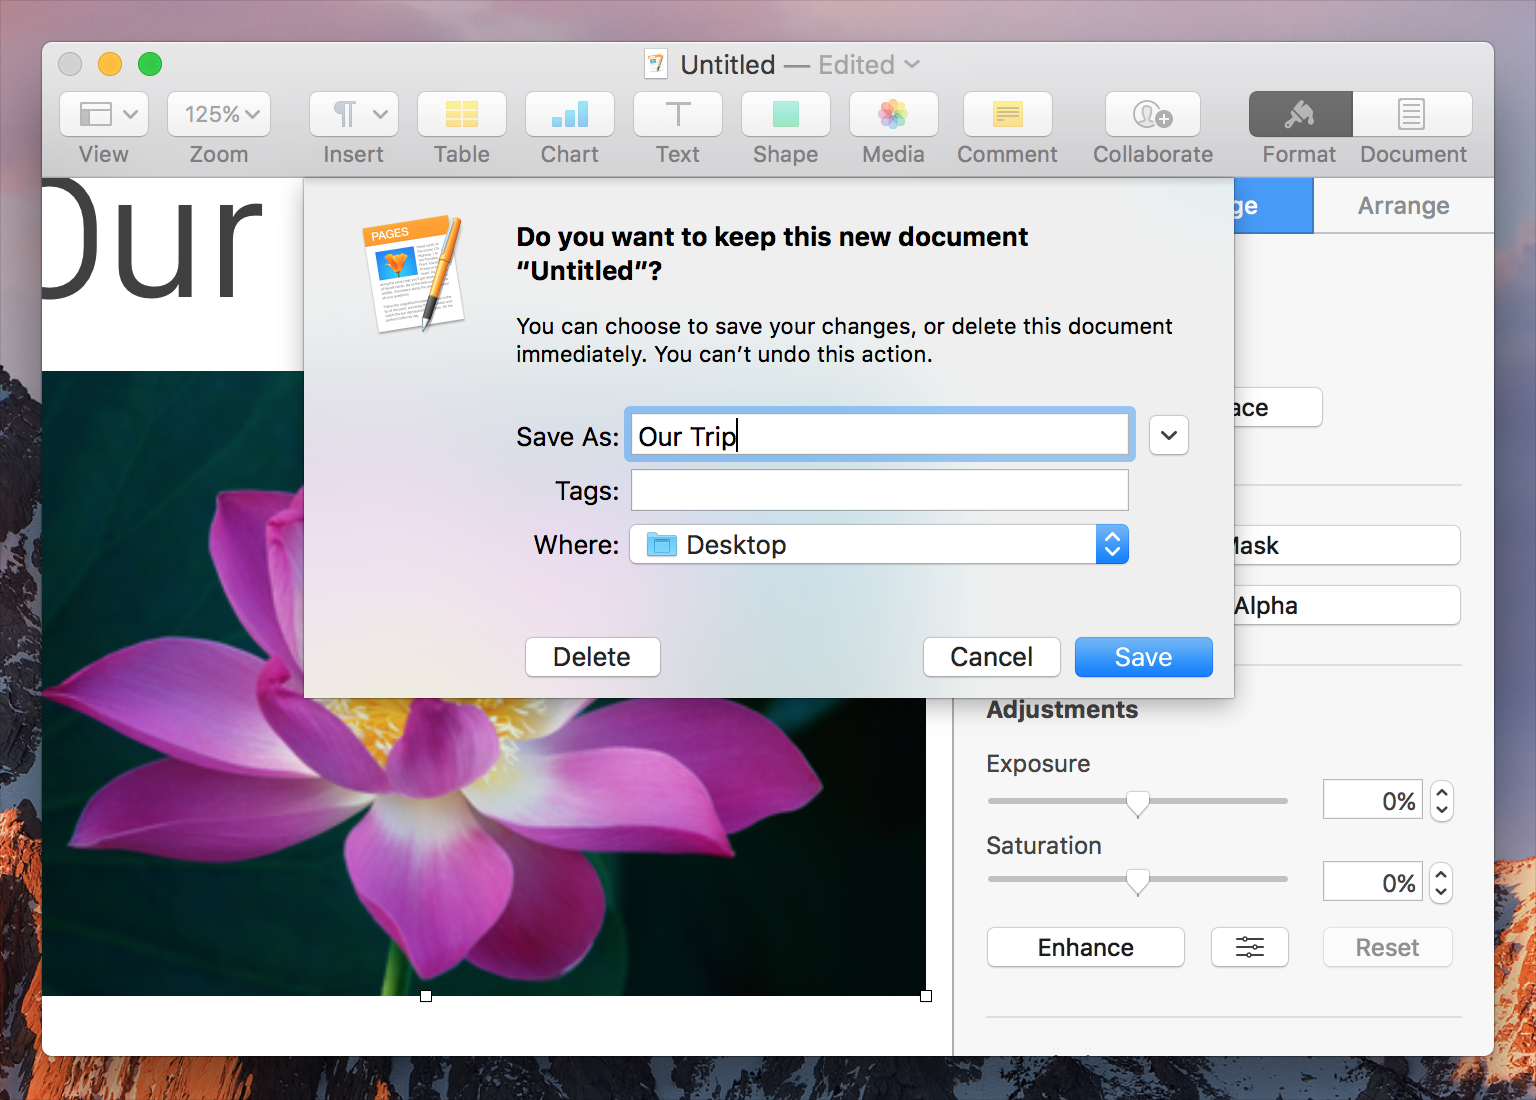 Untitled — Edited
125%
View
Zoom
Insert
Table
Chart
Text
Shape
Media
Comment
Collaborate
Format
Document
Our
PAGES
Do you want to keep this new document
“Untitled”?
You can choose to save your changes, or delete this document
immediately. You can’t undo this action.
Save As: Our Trip
Tags:
Where: Desktop
Delete
Cancel
Save
ge
Arrange
ace
Mask
Alpha
Adjustments
Exposure
0%
Saturation
0%
Enhance
Reset